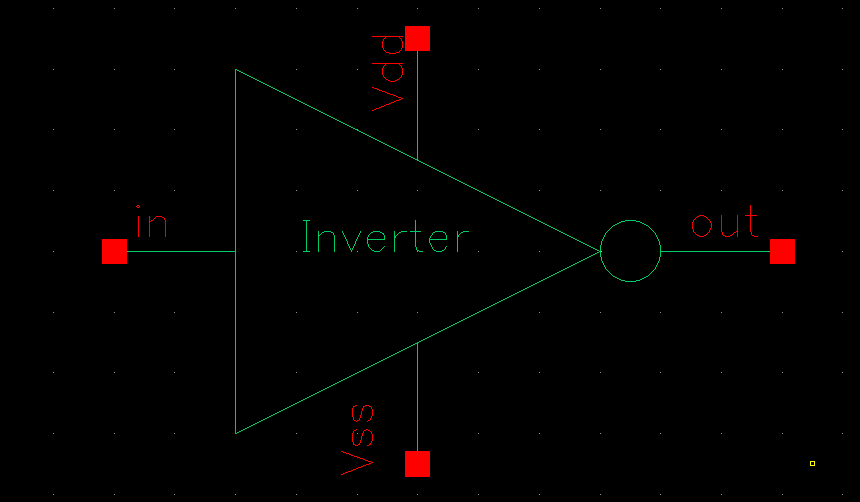 Vdd
in
Inverter
out
Vss